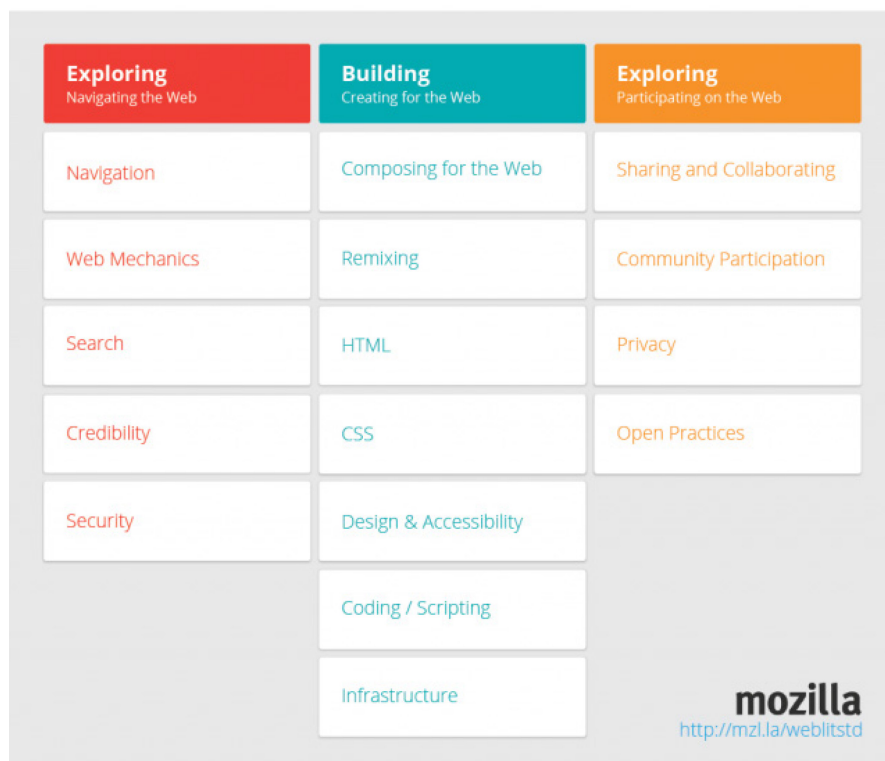 Exploring
Navigating the Web
Navigation
Web Mechanics
Search
Credibility
Security
Building
Creating for the Web
Composing for the Web
Remixing
HTML
CSS
Design & Accessibility
Coding / Scripting
Infrastructure
Exploring
Participating on the Web
Sharing and Collaborating
Community Participation
Privacy
Open Practices
mozilla
http://mzl.la/weblitstd